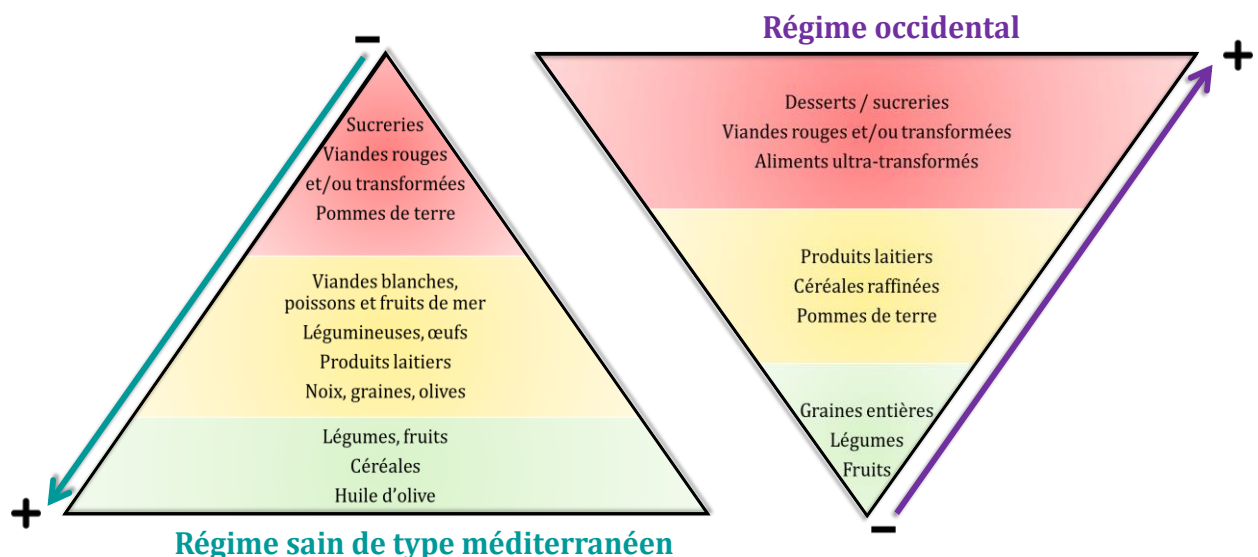 Régime occidental
−
+
Sucreries
Viandes rouges
et/ou transformées
Pommes de terre
Viandes blanches,
poissons et fruits de mer
Légumineuses, œufs
Produits laitiers
Noix, graines, olives
Légumes, fruits
Céréales
Huile d’olive
+
Régime sain de type méditerranéen
Desserts / sucreries
Viandes rouges et/ou transformées
Aliments ultra-transformés
Produits laitiers
Céréales raffinées
Pommes de terre
Graines entières
Légumes
Fruits
−